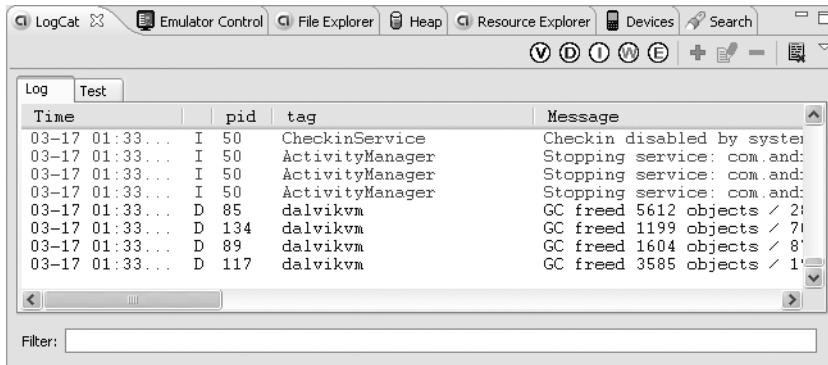 LogCat Emulator Control File Explorer Heap Resource Explorer Devices Search
V D I W E
Log Test
Time pid tag Message
03-17 01:33... I 50 CheckinService Checkin disabled by system
03-17 01:33... I 50 ActivityManager Stopping service: com.and
03-17 01:33... I 50 ActivityManager Stopping service: com.and
03-17 01:33... I 50 ActivityManager Stopping service: com.and
03-17 01:33... D 85 dalvikvm GC freed 5612 objects / 2
03-17 01:33... D 134 dalvikvm GC freed 1199 objects / 7
03-17 01:33... D 89 dalvikvm GC freed 1604 objects / 8
03-17 01:33... D 117 dalvikvm GC freed 3585 objects / 1
Filter: